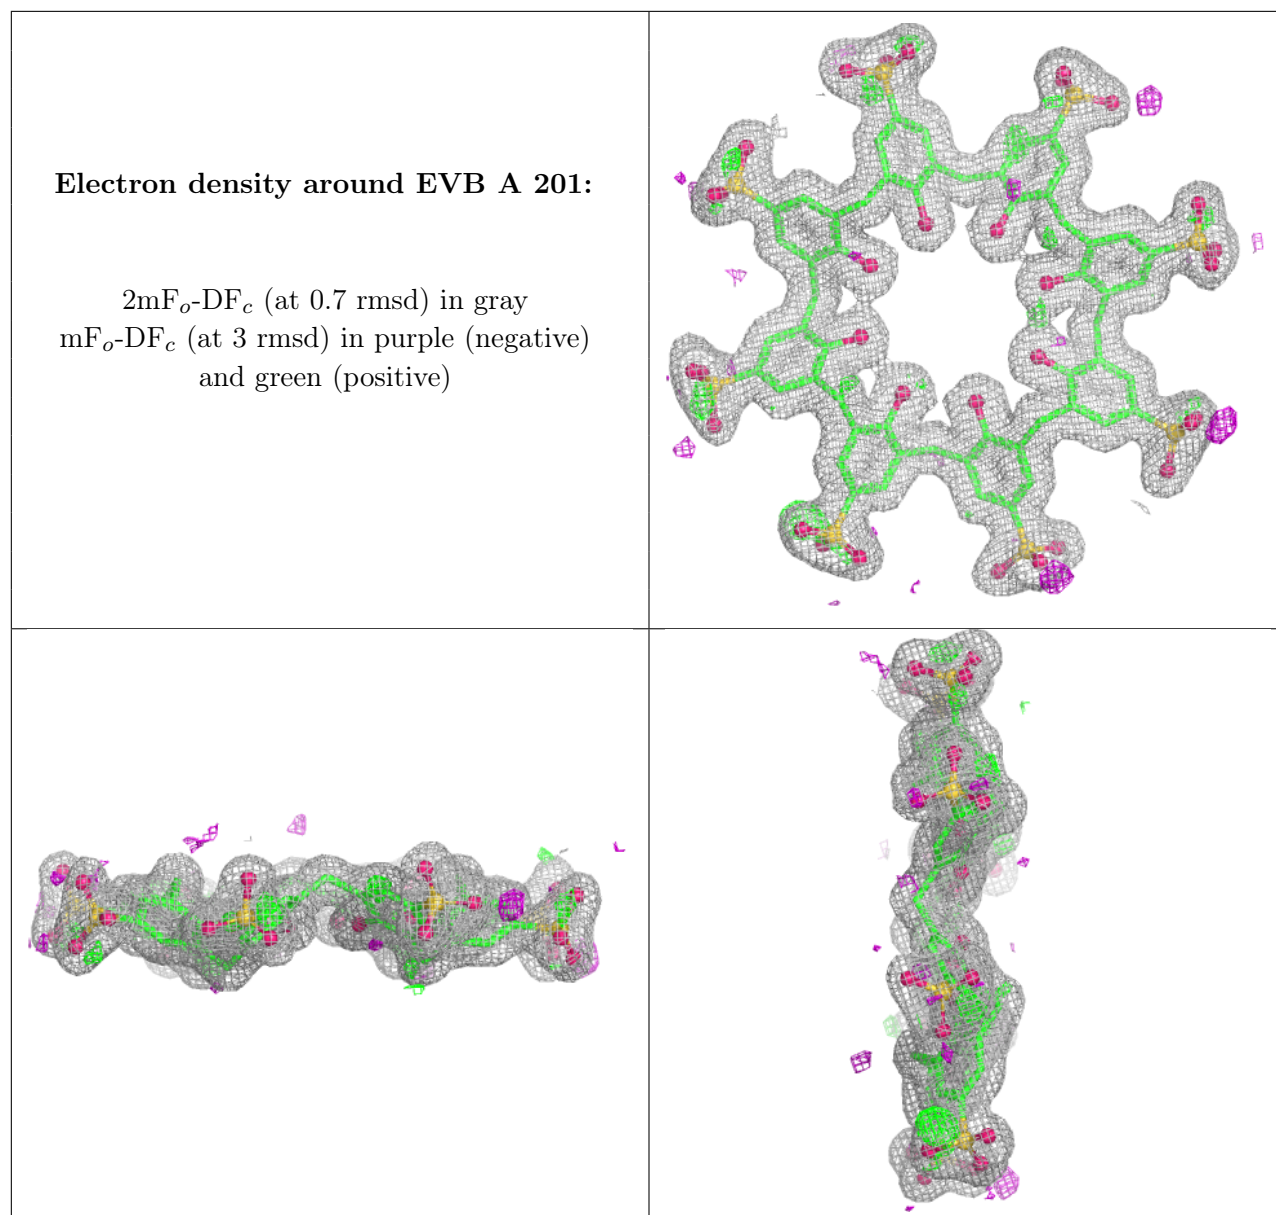 Electron density around EVB A 201:
2mFo-DFc (at 0.7 rmsd) in gray
mFo-DFc (at 3 rmsd) in purple (negative)
and green (positive)